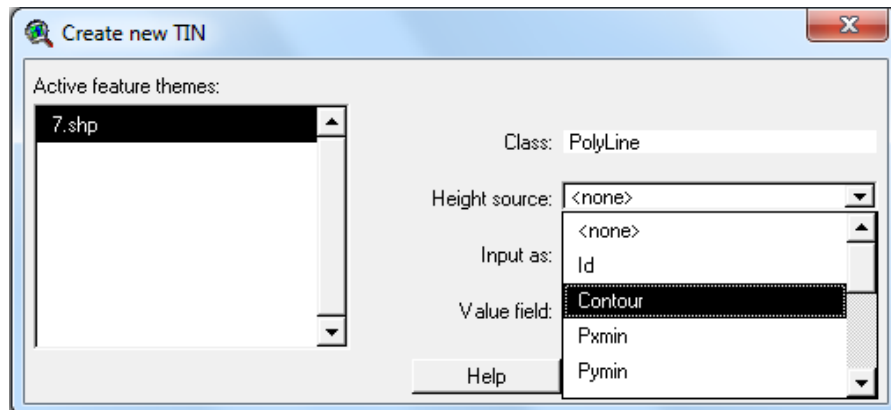 Create new TIN
Active feature themes:
7.shp
Class: PolyLine
Height source: <none>
<none>
Input as:
Id
Contour
Value field:
Pxmin
Help
Pymin